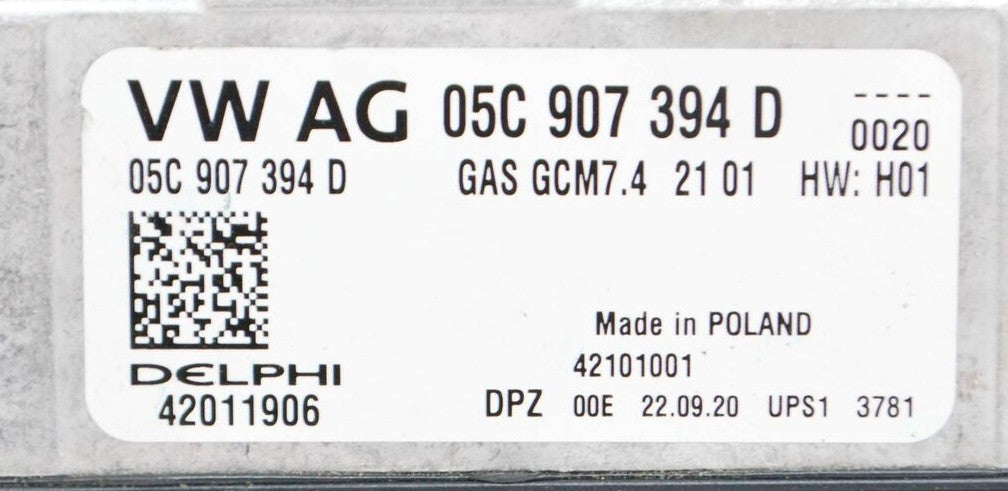 VW AG 05C 907 394 D ----
0020
05C 907 394 D GAS GCM7.4 21 01 HW: H01
Made in POLAND
42101001
DELPHI
42011906
DPZ 00E 22.09.20 UPS1 3781